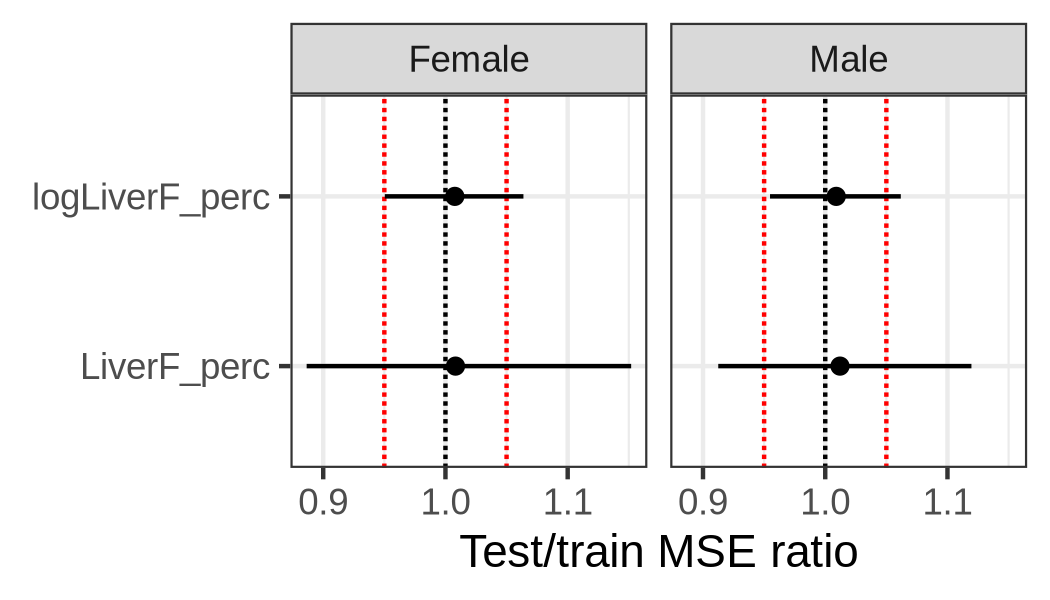 Female
Male
logLiverF_perc
LiverF_perc
0.9 1.0 1.1
0.9 1.0 1.1
Test/train MSE ratio